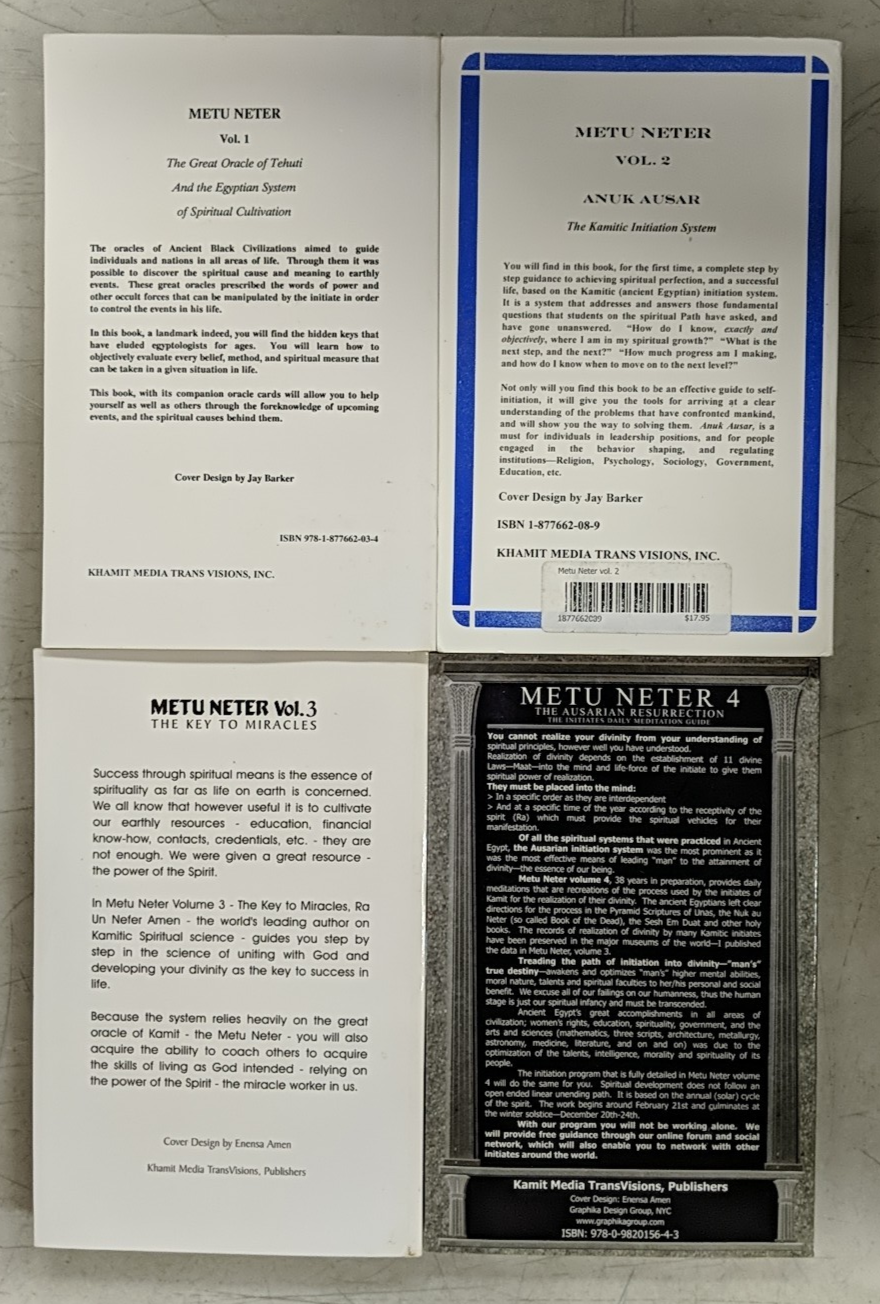 METU NETER
Vol. 1
The Great Oracle of Tehuti
And the Egyptian System
of Spiritual Cultivation
The oracles of Ancient Black Civilizations aimed to guide
individuals and nations in all areas of life. Through them it was
possible to discover the spiritual cause and meaning to earthly
events. These great oracles prescribed the words of power and
other occult forces that can be manipulated by the initiate in order
to control the events in his life.
In this book, a landmark indeed, you will find the hidden keys that
have eluded egyptologists for ages. You will learn how to
objectively evaluate every belief, method, and spiritual measure that
can be taken in a given situation in life.
This book, with its companion oracle cards will allow you to help
yourself as well as others through the foreknowledge of upcoming
events, and the spiritual causes behind them.
Cover Design by Jay Barker
ISBN 978-1-877662-03-4
KHAMIT MEDIA TRANS VISIONS, INC.
METU NETER
VOL. 2
ANUK AUSAR
The Kamitic Initiation System
You will find in this book, for the first time, a complete step by
step guidance to achieving spiritual perfection, and a successful
life, based on the Kamitic (ancient Egyptian) initiation system.
It is a system that addresses and answers those fundamental
questions that students on the spiritual Path have asked, and
have gone unanswered. "How do I know, exactly and
objectively, where I am in my spiritual growth?" "What is the
next step, and the next?" "How much progress am I making,
and how do I know when to move on to the next level?"
Not only will you find this book to be an effective guide to self-
initiation, it will give you the tools for arriving at a clear
understanding of the problems that have confronted mankind,
and will show you the way to solving them. Anuk Ausar, is a
must for individuals in leadership positions, and for people
engaged in the behavior shaping, and regulating
institutions—Religion, Psychology, Sociology, Government,
Education, etc.
Cover Design by Jay Barker
ISBN 1-877662-08-9
KHAMIT MEDIA TRANS VISIONS, INC.
Metu Neter vol. 2
1877662089 $17.95
METU NETER Vol.3
THE KEY TO MIRACLES
Success through spiritual means is the essence of
spirituality as far as life on earth is concerned.
We all know that however useful it is to cultivate
our earthly resources - education, financial
know-how, contacts, credentials, etc. - they are
not enough. We were given a great resource -
the power of the Spirit.
In Metu Neter Volume 3 - The Key to Miracles, Ra
Un Nefer Amen - the world's leading author on
Kamitic Spiritual science - guides you step by
step in the science of uniting with God and
developing your divinity as the key to success in
life.
Because the system relies heavily on the great
oracle of Kamit - the Metu Neter - you will also
acquire the ability to coach others to acquire
the skills of living as God intended - relying on
the power of the Spirit - the miracle worker in us.
Cover Design by Enensa Amen
Khamit Media TransVisions, Publishers
METU NETER 4
THE AUSARIAN RESURRECTION
THE INITIATES DAILY MEDITATION GUIDE
You cannot realize your divinity from your understanding of
spiritual principles, however well you have understood.
Realization of divinity depends on the establishment of 11 divine
Laws—Maat—into the mind and life-force of the initiate to give them
spiritual power of realization.
They must be placed into the mind:
> In a specific order as they are interdependent
> And at a specific time of the year according to the receptivity of the
spirit (Ra) which must provide the spiritual vehicles for their
manifestation.
Of all the spiritual systems that were practiced in Ancient
Egypt, the Ausarian initiation system was the most prominent as it
was the most effective means of leading "man" to the attainment of
divinity—the essence of our being.
Metu Neter volume 4, 38 years in preparation, provides daily
meditations that are recreations of the process used by the initiates of
Kamit for the realization of their divinity. The ancient Egyptians left clear
directions for the process in the Pyramid Scriptures of Unas, the Nuk au
Neter (so called Book of the Dead), the Sesh Em Duat and other holy
books. The records of realization of divinity by many Kamitic initiates
have been preserved in the major museums of the world—I published
the data in Metu Neter, volume 3.
Treading the path of initiation into divinity—"man's"
true destiny—awakens and optimizes "man's" higher mental abilities,
moral nature, talents and spiritual faculties to her/his personal and social
benefit. We excuse all of our failings on our humanness, thus the human
stage is just our spiritual infancy and must be transcended.
Ancient Egypt's great accomplishments in all areas of
civilization; women's rights, education, spirituality, government, and the
arts and sciences (mathematics, three scripts, architecture, metallurgy,
astronomy, medicine, literature, and on and on) was due to the
optimization of the talents, intelligence, morality and spirituality of its
people.
The initiation program that is fully detailed in Metu Neter volume
4 will do the same for you. Spiritual development does not follow an
open ended linear unending path. It is based on the annual (solar) cycle
of the spirit. The work begins around February 21st and culminates at
the winter solstice—December 20th-24th.
With our program you will not be working alone. We
will provide free guidance through our online forum and social
network, which will also enable you to network with other
initiates around the world.
Kamit Media TransVisions, Publishers
Cover Design: Enensa Amen
Graphika Design Group, NYC
www.graphikagroup.com
ISBN: 978-0-9820156-4-3